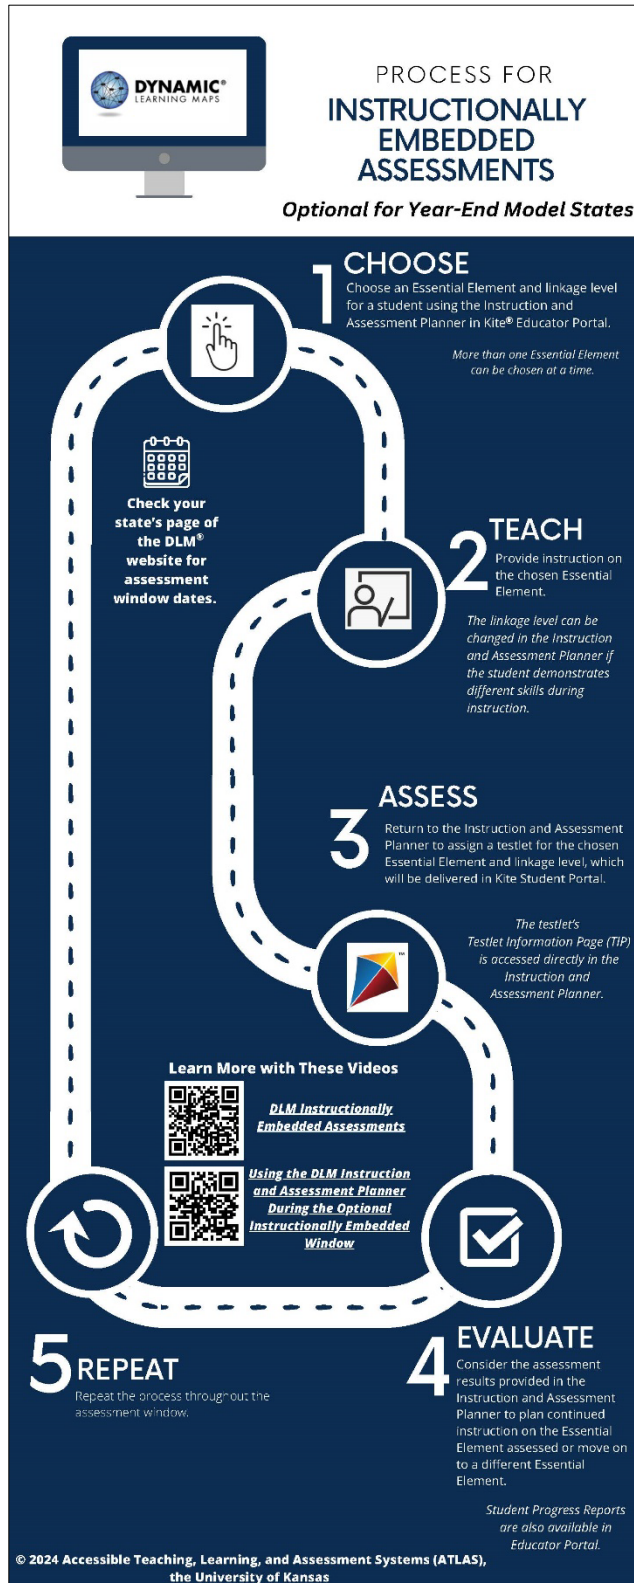 DYNAMIC®
LEARNING MAPS
PROCESS FOR
INSTRUCTIONALLY
EMBEDDED
ASSESSMENTS
Optional for Year-End Model States
1 CHOOSE
Choose an Essential Element and linkage level
for a student using the Instruction and
Assessment Planner in Kite® Educator Portal.
More than one Essential Element
can be chosen at a time.
Check your
state's page of
the DLM®
website for
assessment
window dates.
2 TEACH
Provide instruction on
the chosen Essential
Element.
The linkage level can be
changed in the Instruction
and Assessment Planner if
the student demonstrates
different skills during
instruction.
3 ASSESS
Return to the Instruction and Assessment
Planner to assign a testlet for the chosen
Essential Element and linkage level, which
will be delivered in Kite Student Portal.
The testlet's
Testlet Information Page (TIP)
is accessed directly in the
Instruction and
Assessment Planner.
TM
Learn More with These Videos
DLM Instructionally
Embedded Assessments
Using the DLM Instruction
and Assessment Planner
During the Optional
Instructionally Embedded
Window
4 EVALUATE
Consider the assessment
results provided in the
Instruction and Assessment
Planner to plan continued
instruction on the Essential
Element assessed or move on
to a different Essential
Element.
Student Progress Reports
are also available in
Educator Portal.
5 REPEAT
Repeat the process throughout the
assessment window.
© 2024 Accessible Teaching, Learning, and Assessment Systems (ATLAS),
the University of Kansas